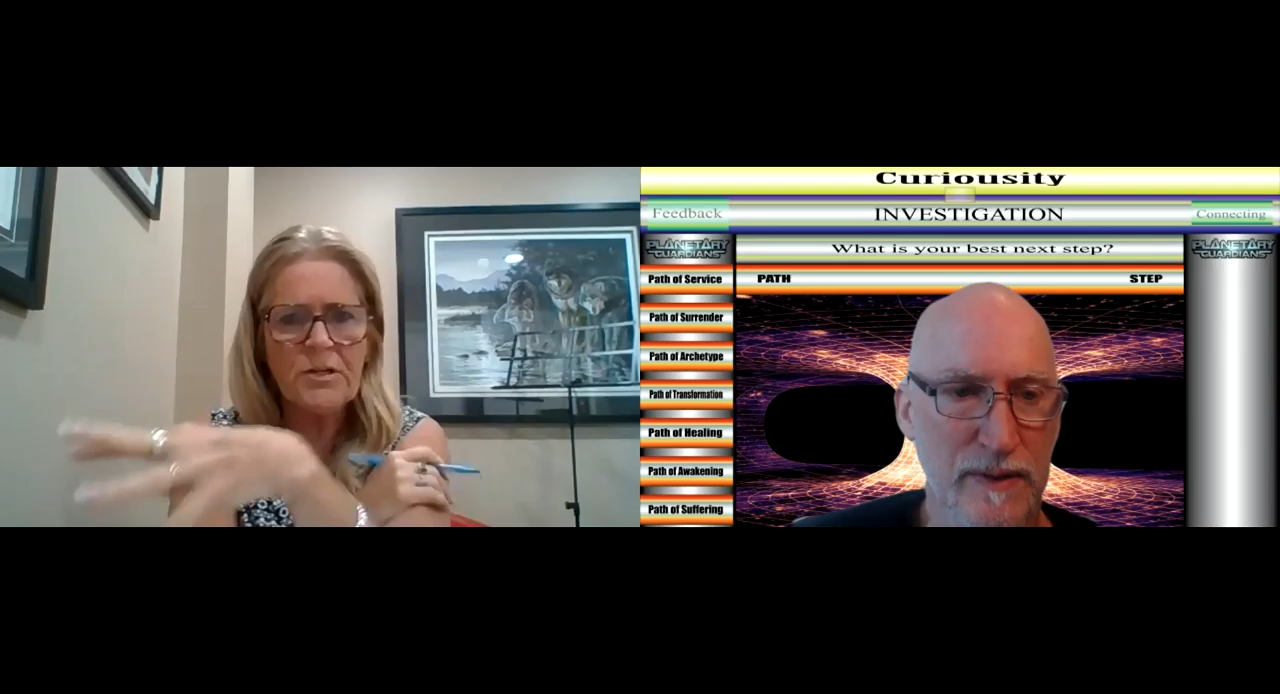 Curiousity
Feedback
INVESTIGATION
Connecting
PLANETARY
GUARDIANS
What is your best next step?
PLANETARY
GUARDIANS
Path of Service
PATH
STEP
Path of Surrender
Path of Archetype
Path of Transformation
Path of Healing
Path of Awakening
Path of Suffering